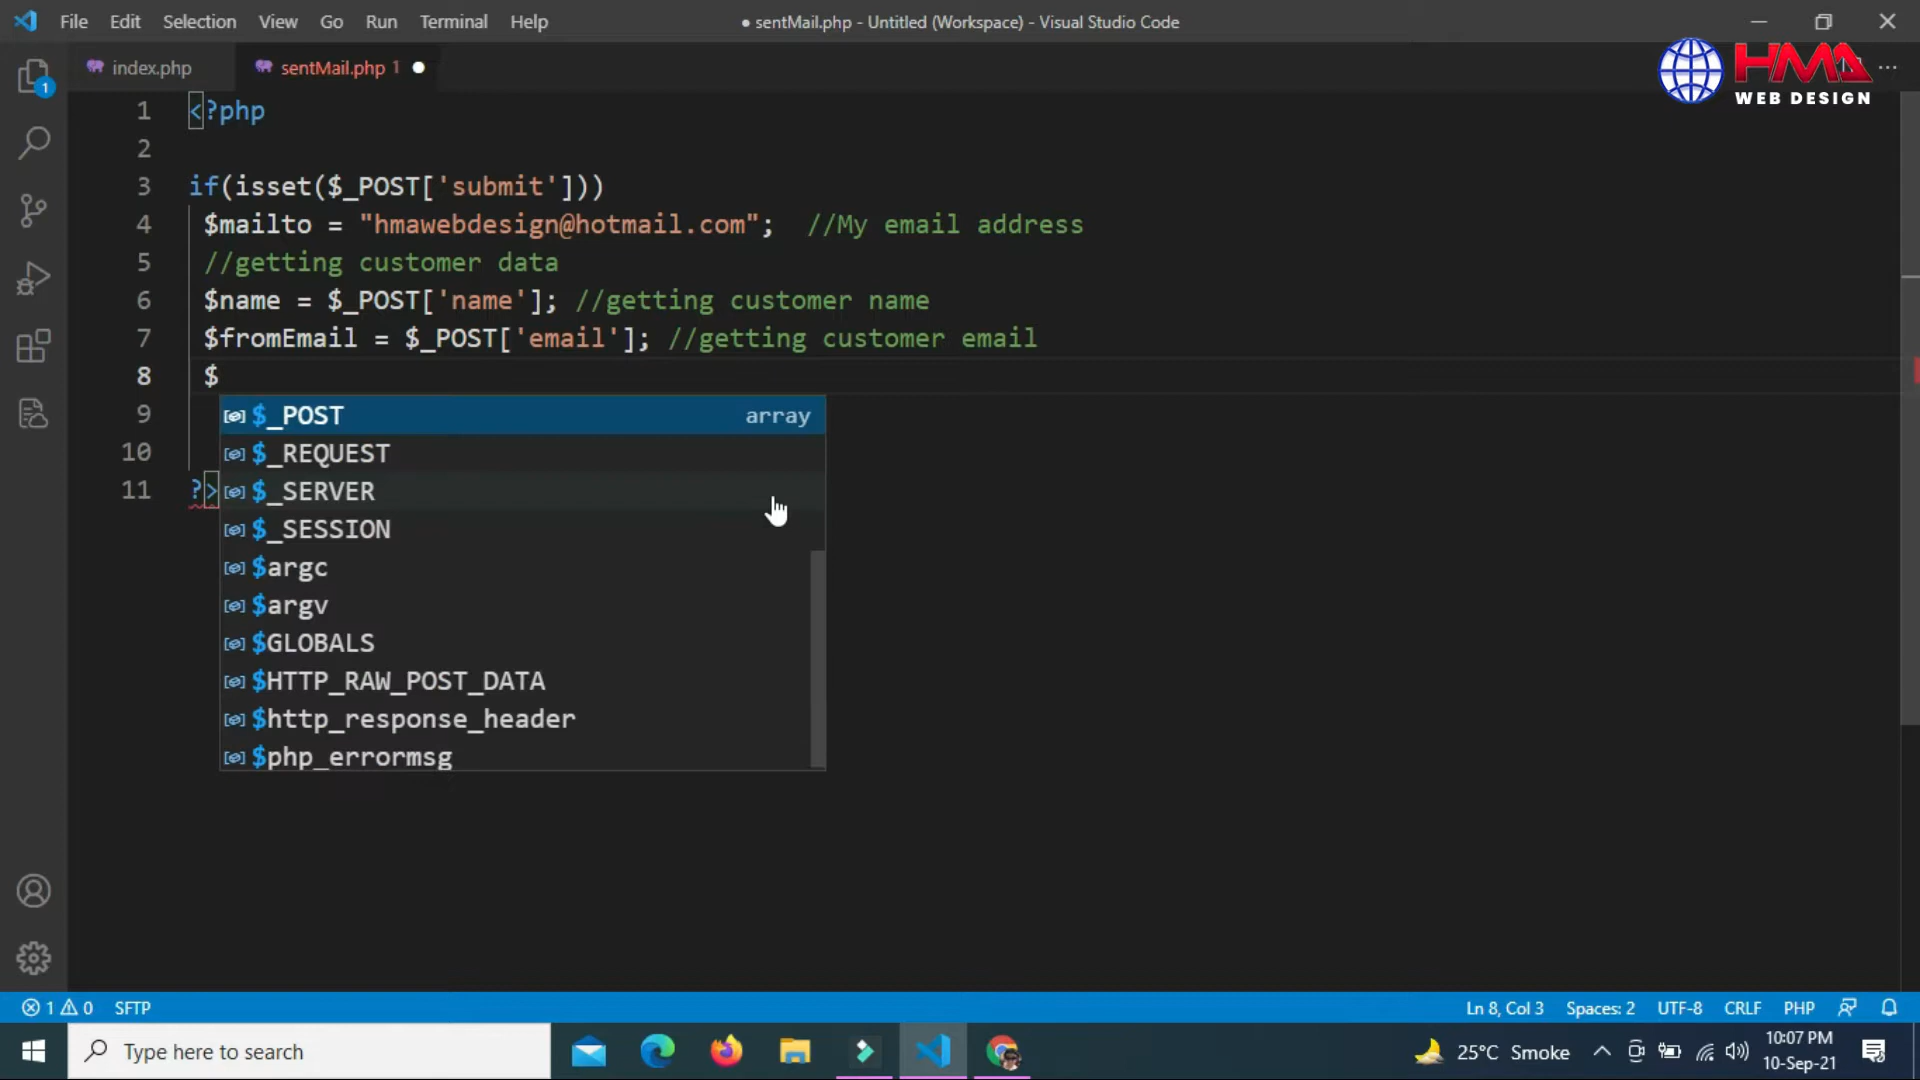 File Edit Selection View Go Run Terminal Help
● sentMail.php - Untitled (Workspace) - Visual Studio Code
index.php
sentMail.php 1
HMA
WEB DESIGN
1 <?php
2
3 if(isset($_POST['submit']))
4 $mailto = "hmawebdesign@hotmail.com"; //My email address
5 //getting customer data
6 $name = $_POST['name']; //getting customer name
7 $fromEmail = $_POST['email']; //getting customer email
8 $
9
10
11 ?>
$_POST array
$_REQUEST
$_SERVER
$_SESSION
$argc
$argv
$GLOBALS
$HTTP_RAW_POST_DATA
$http_response_header
$php_errormsg
1
1 0 SFTP
Ln 8, Col 3 Spaces: 2 UTF-8 CRLF PHP
Type here to search
25°C Smoke
10:07 PM
10-Sep-21